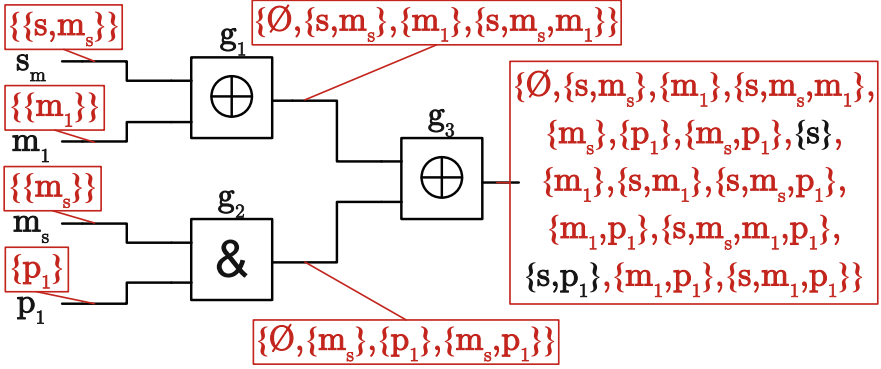 {{s,mₛ}}
sₘ
{{m₁}}
m₁
{{mₛ}}
mₛ
{p₁}
p₁
g₁
⊕
{Ø,{s,mₛ},{m₁},{s,mₛ,m₁}}
g₂
&
{Ø,{mₛ},{p₁},{mₛ,p₁}}
g₃
⊕
{Ø,{s,mₛ},{m₁},{s,mₛ,m₁},
{mₛ},{p₁},{mₛ,p₁},{s},
{m₁},{s,m₁},{s,mₛ,p₁},
{m₁,p₁},{s,mₛ,m₁,p₁},
{s,p₁},{m₁,p₁},{s,m₁,p₁}}